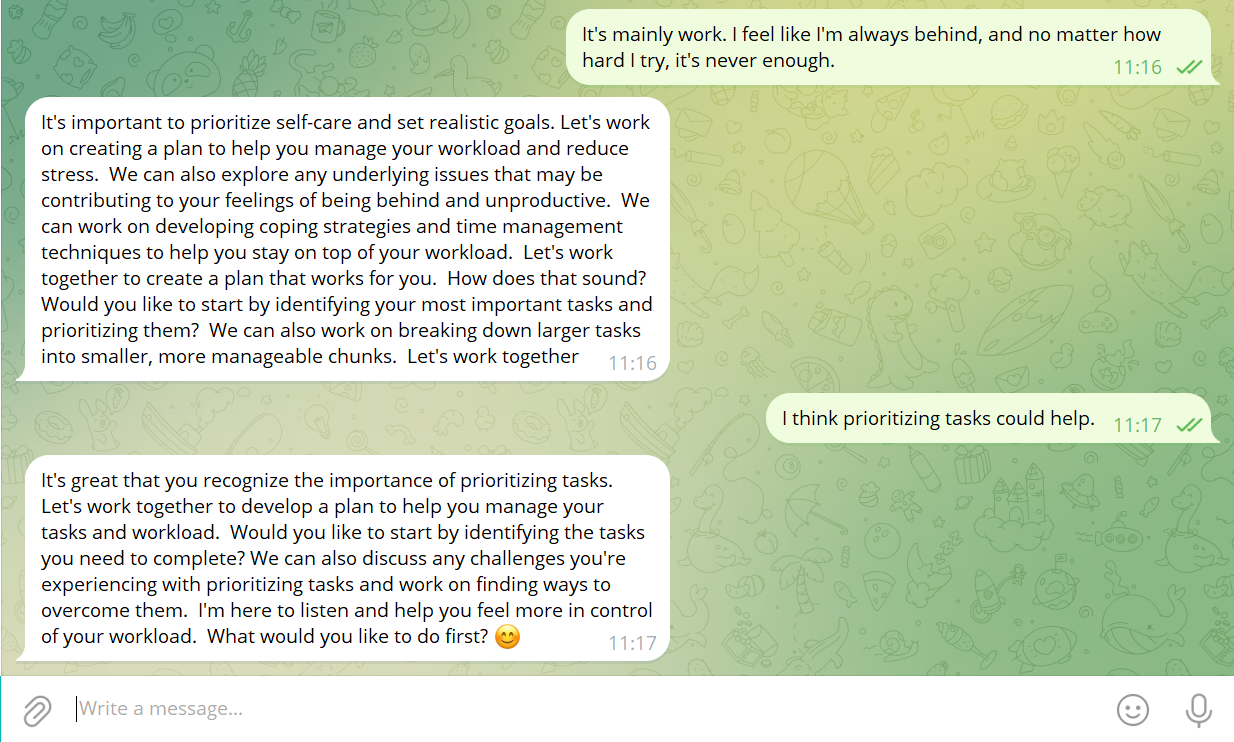 It's mainly work. I feel like I'm always behind, and no matter how
hard I try, it's never enough.
11:16
It's important to prioritize self-care and set realistic goals. Let's work
on creating a plan to help you manage your workload and reduce
stress.  We can also explore any underlying issues that may be
contributing to your feelings of being behind and unproductive.  We
can work on developing coping strategies and time management
techniques to help you stay on top of your workload.  Let's work
together to create a plan that works for you.  How does that sound?
Would you like to start by identifying your most important tasks and
prioritizing them?  We can also work on breaking down larger tasks
into smaller, more manageable chunks.  Let's work together
11:16
I think prioritizing tasks could help.
11:17
It's great that you recognize the importance of prioritizing tasks.
Let's work together to develop a plan to help you manage your
tasks and workload.  Would you like to start by identifying the tasks
you need to complete? We can also discuss any challenges you're
experiencing with prioritizing tasks and work on finding ways to
overcome them.  I'm here to listen and help you feel more in control
of your workload.  What would you like to do first? 😊
11:17
Write a message...